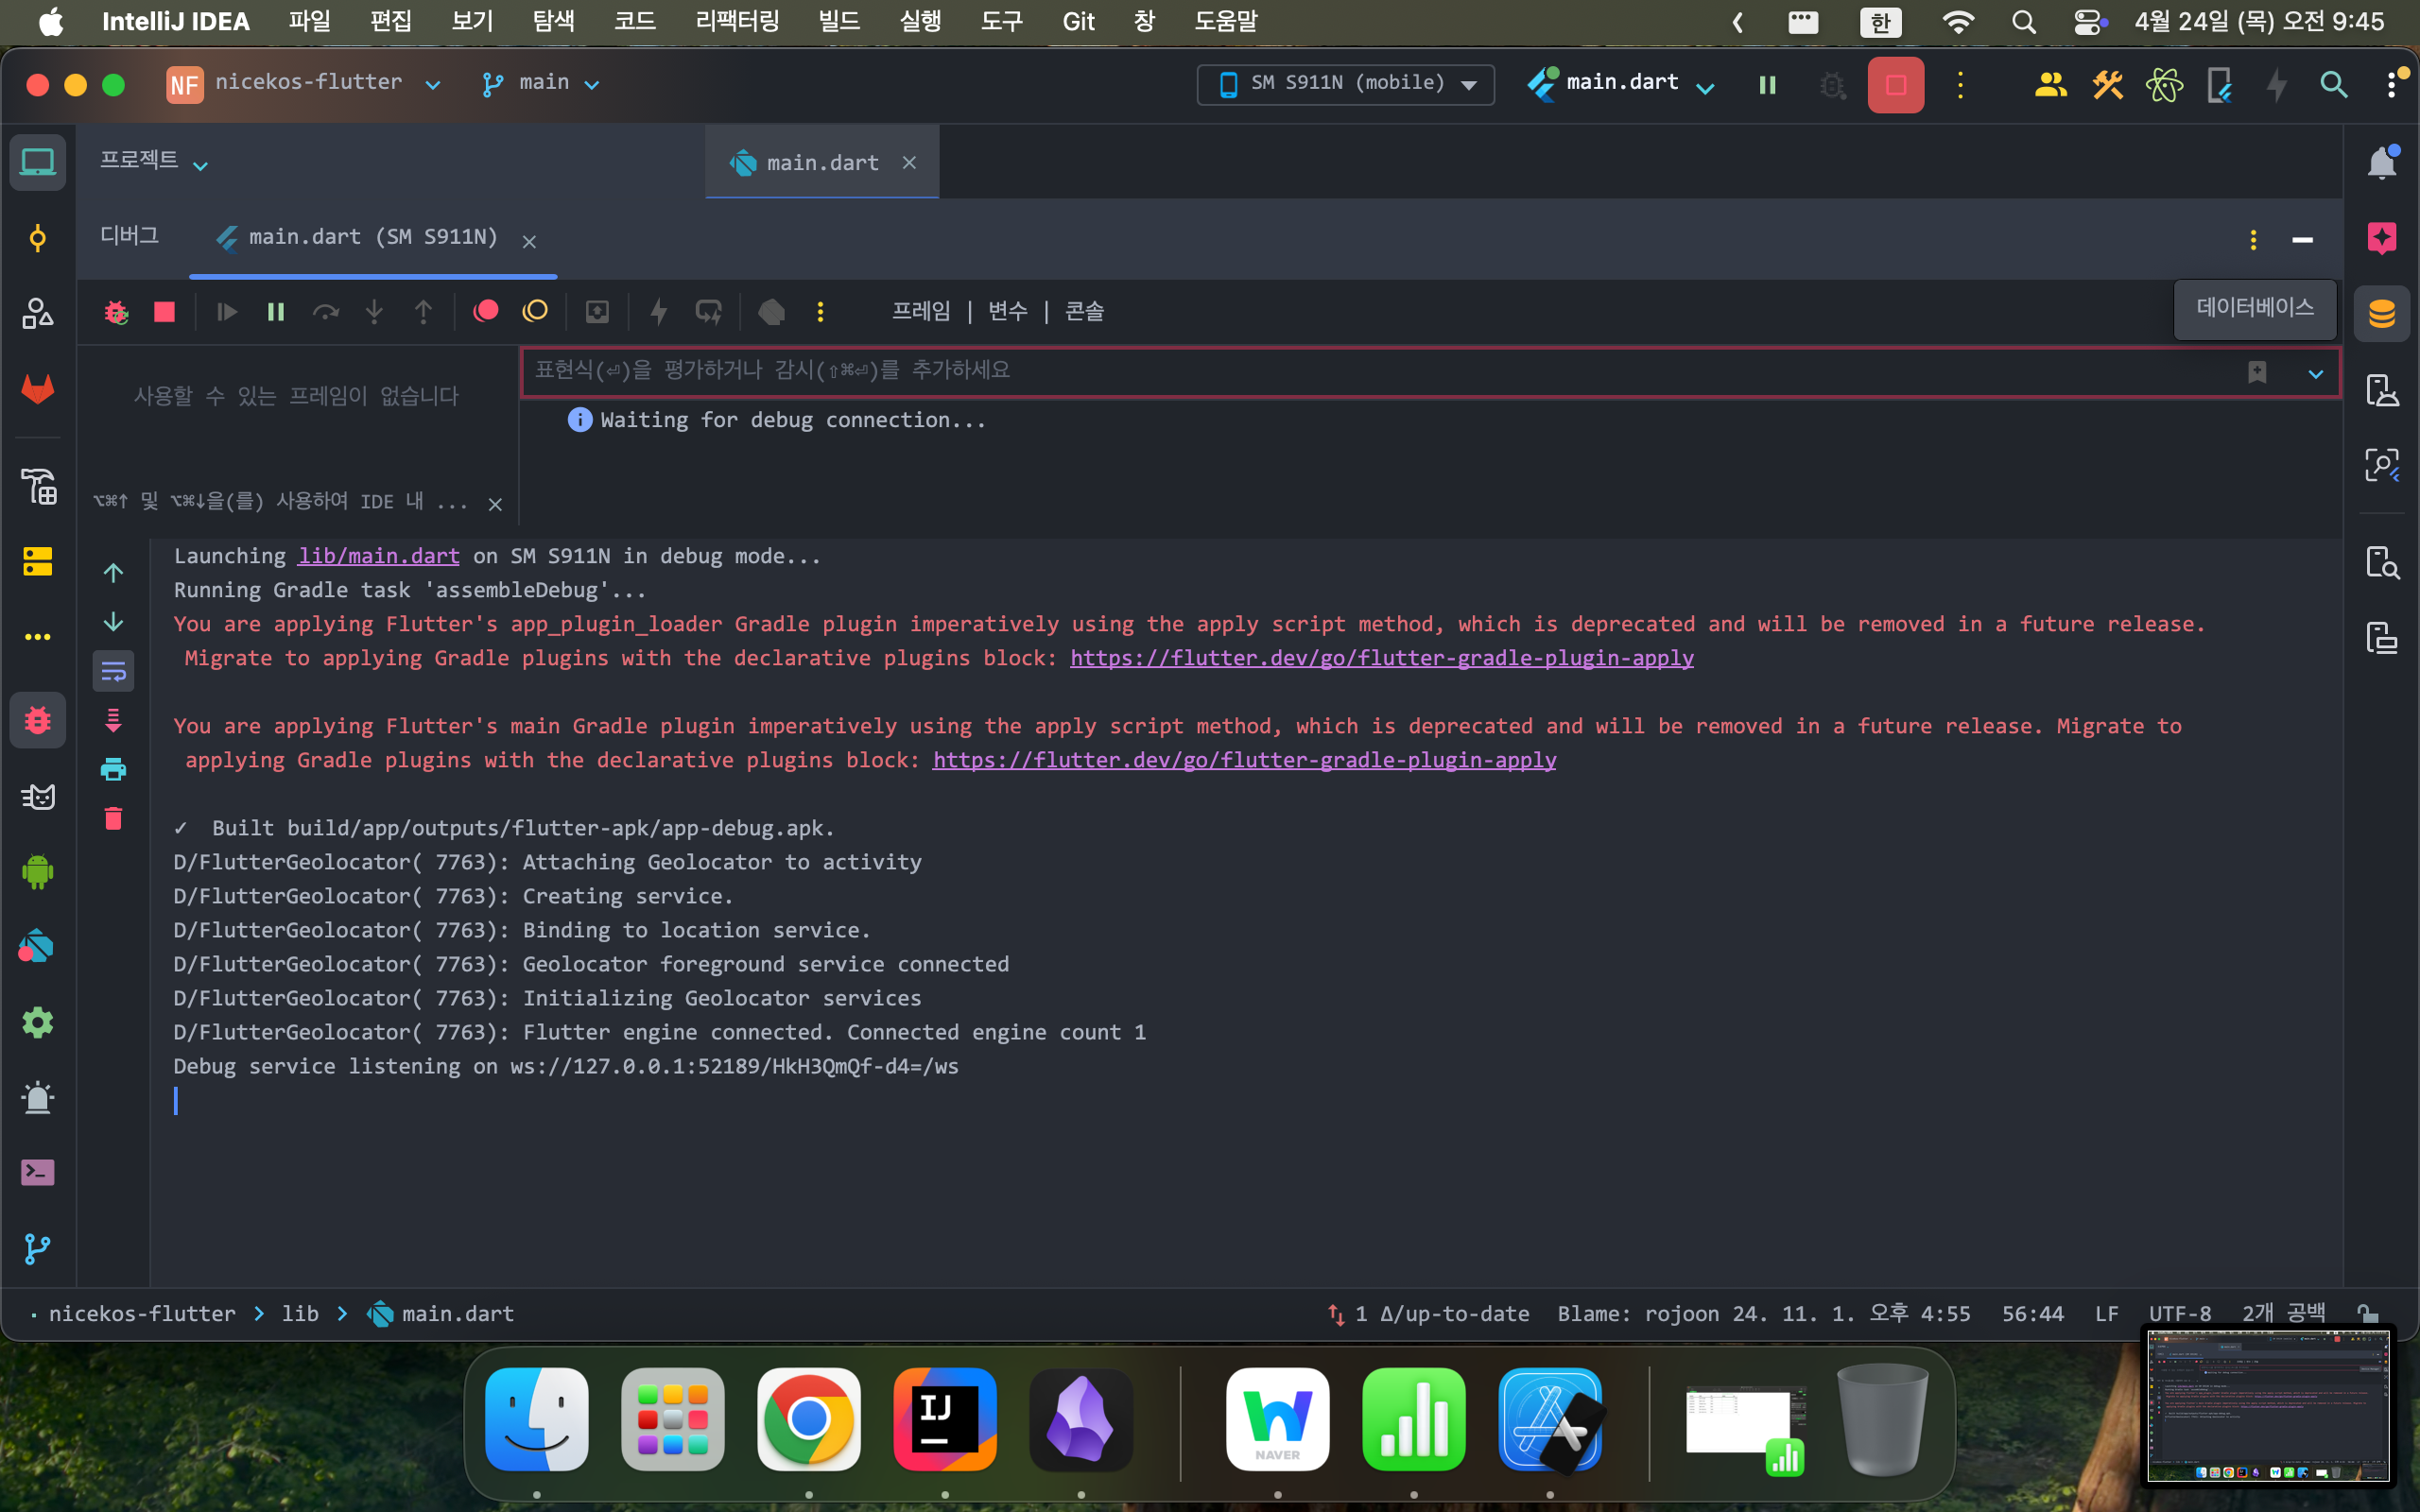 IntelliJ IDEA 파일 편집 보기 탐색 코드 리팩터링 빌드 실행 도구 Git 창 도움말 한 4월 24일 (목) 오전 9:45
NF nicekos-flutter main SM S911N (mobile) main.dart
프로젝트 main.dart
디버그 main.dart (SM S911N)
프레임 | 변수 | 콘솔
데이터베이스
사용할 수 있는 프레임이 없습니다
표현식(⏎)을 평가하거나 감시(⇧⌘⏎)를 추가하세요
Waiting for debug connection...
⌥⌘↑ 및 ⌥⌘↓을(를) 사용하여 IDE 내 ...
Launching lib/main.dart on SM S911N in debug mode...
Running Gradle task 'assembleDebug'...
You are applying Flutter's app_plugin_loader Gradle plugin imperatively using the apply script method, which is deprecated and will be removed in a future release.
Migrate to applying Gradle plugins with the declarative plugins block: https://flutter.dev/go/flutter-gradle-plugin-apply
You are applying Flutter's main Gradle plugin imperatively using the apply script method, which is deprecated and will be removed in a future release. Migrate to
applying Gradle plugins with the declarative plugins block: https://flutter.dev/go/flutter-gradle-plugin-apply
✓ Built build/app/outputs/flutter-apk/app-debug.apk.
D/FlutterGeolocator( 7763): Attaching Geolocator to activity
D/FlutterGeolocator( 7763): Creating service.
D/FlutterGeolocator( 7763): Binding to location service.
D/FlutterGeolocator( 7763): Geolocator foreground service connected
D/FlutterGeolocator( 7763): Initializing Geolocator services
D/FlutterGeolocator( 7763): Flutter engine connected. Connected engine count 1
Debug service listening on ws://127.0.0.1:52189/HkH3QmQf-d4=/ws
nicekos-flutter > lib > main.dart 1 Δ/up-to-date Blame: rojoon 24. 11. 1. 오후 4:55 56:44 LF UTF-8 2개 공백
IJ
NAVER